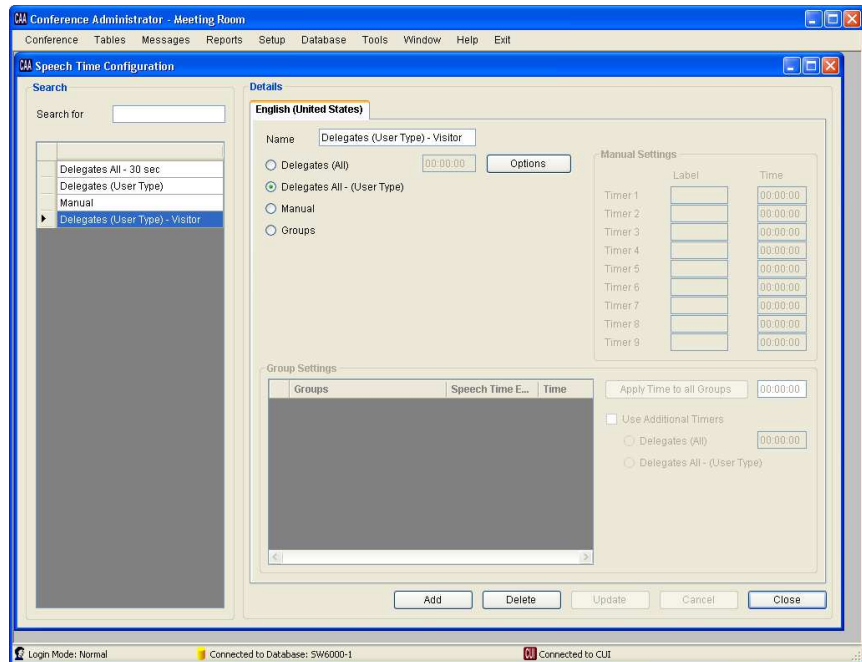 CAA Conference Administrator - Meeting Room
Conference Tables Messages Reports Setup Database Tools Window Help Exit
CAA Speech Time Configuration
Search
Search for
Delegates All - 30 sec
Delegates (User Type)
Manual
Delegates (User Type) - Visitor
Details
English (United States)
Name Delegates (User Type) - Visitor
Delegates (All) 00:00:00 Options
Delegates All - (User Type)
Manual
Groups
Manual Settings
Label Time
Timer 1 00:00:00
Timer 2 00:00:00
Timer 3 00:00:00
Timer 4 00:00:00
Timer 5 00:00:00
Timer 6 00:00:00
Timer 7 00:00:00
Timer 8 00:00:00
Timer 9 00:00:00
Group Settings
Groups Speech Time E... Time
Apply Time to all Groups 00:00:00
Use Additional Timers
Delegates (All) 00:00:00
Delegates All - (User Type)
Add Delete Update Cancel Close
Login Mode: Normal Connected to Database: SW6000-1 CUI Connected to CUI